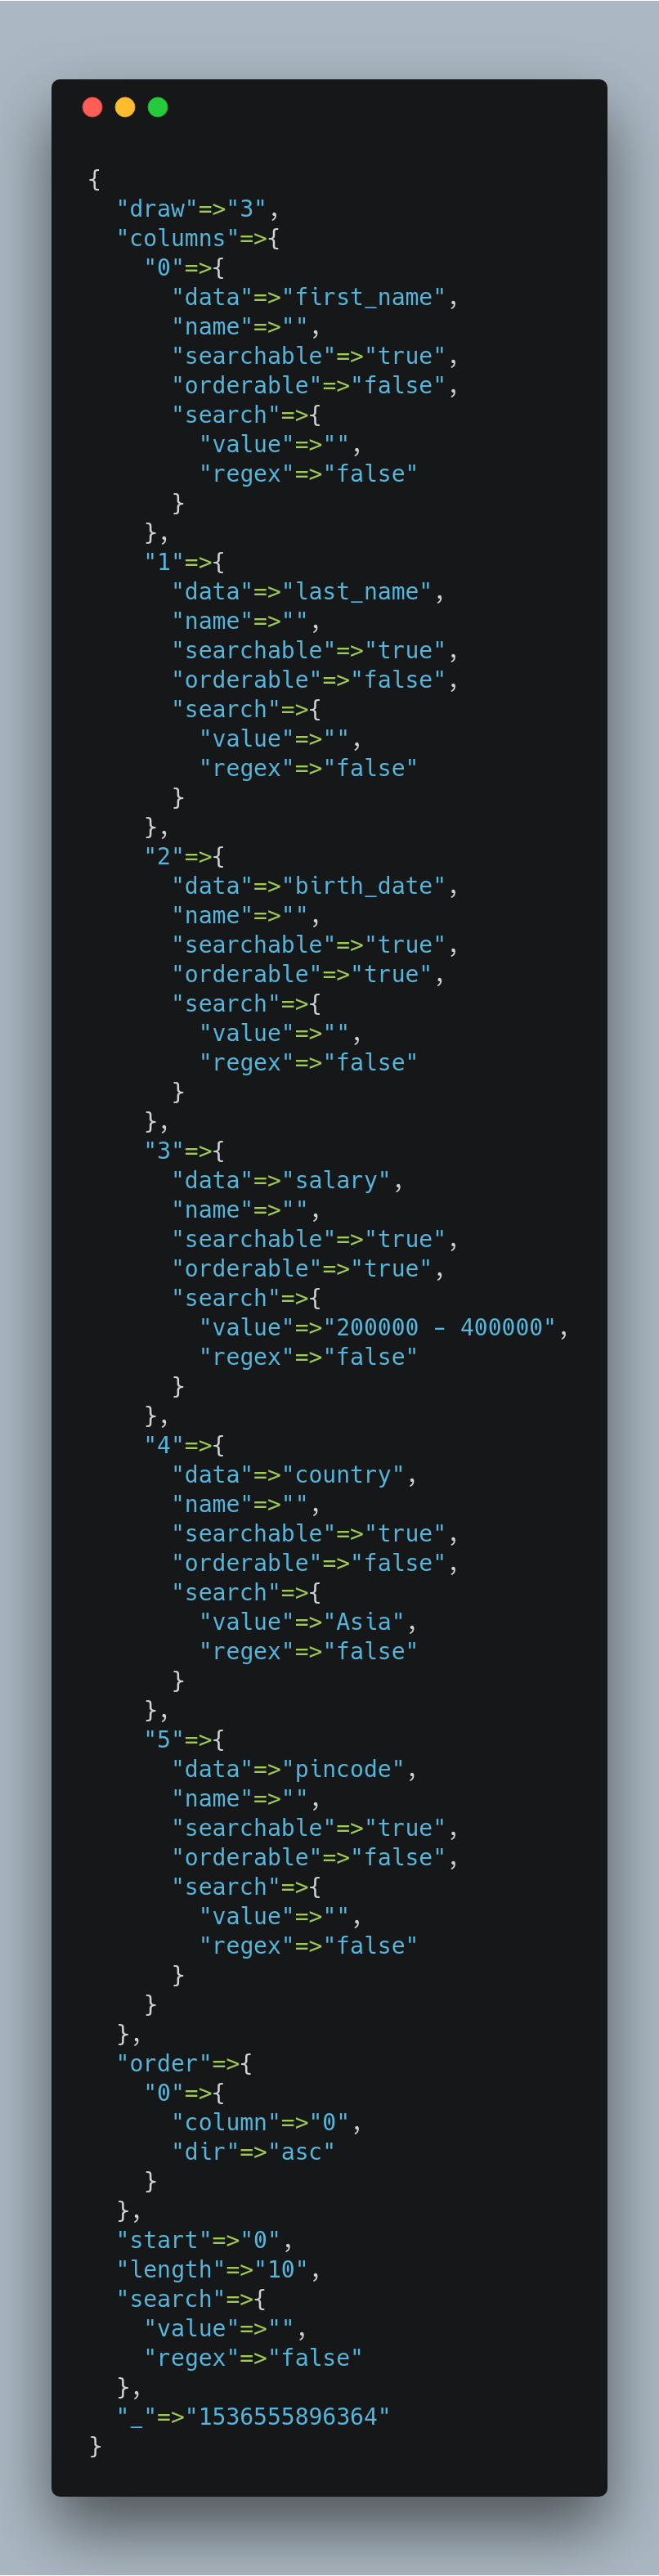 {
  "draw"=>"3",
  "columns"=>{
    "0"=>{
      "data"=>"first_name",
      "name"=>"",
      "searchable"=>"true",
      "orderable"=>"false",
      "search"=>{
        "value"=>"",
        "regex"=>"false"
      }
    },
    "1"=>{
      "data"=>"last_name",
      "name"=>"",
      "searchable"=>"true",
      "orderable"=>"false",
      "search"=>{
        "value"=>"",
        "regex"=>"false"
      }
    },
    "2"=>{
      "data"=>"birth_date",
      "name"=>"",
      "searchable"=>"true",
      "orderable"=>"true",
      "search"=>{
        "value"=>"",
        "regex"=>"false"
      }
    },
    "3"=>{
      "data"=>"salary",
      "name"=>"",
      "searchable"=>"true",
      "orderable"=>"true",
      "search"=>{
        "value"=>"200000 - 400000",
        "regex"=>"false"
      }
    },
    "4"=>{
      "data"=>"country",
      "name"=>"",
      "searchable"=>"true",
      "orderable"=>"false",
      "search"=>{
        "value"=>"Asia",
        "regex"=>"false"
      }
    },
    "5"=>{
      "data"=>"pincode",
      "name"=>"",
      "searchable"=>"true",
      "orderable"=>"false",
      "search"=>{
        "value"=>"",
        "regex"=>"false"
      }
    }
  },
  "order"=>{
    "0"=>{
      "column"=>"0",
      "dir"=>"asc"
    }
  },
  "start"=>"0",
  "length"=>"10",
  "search"=>{
    "value"=>"",
    "regex"=>"false"
  },
  "_"=>"1536555896364"
}